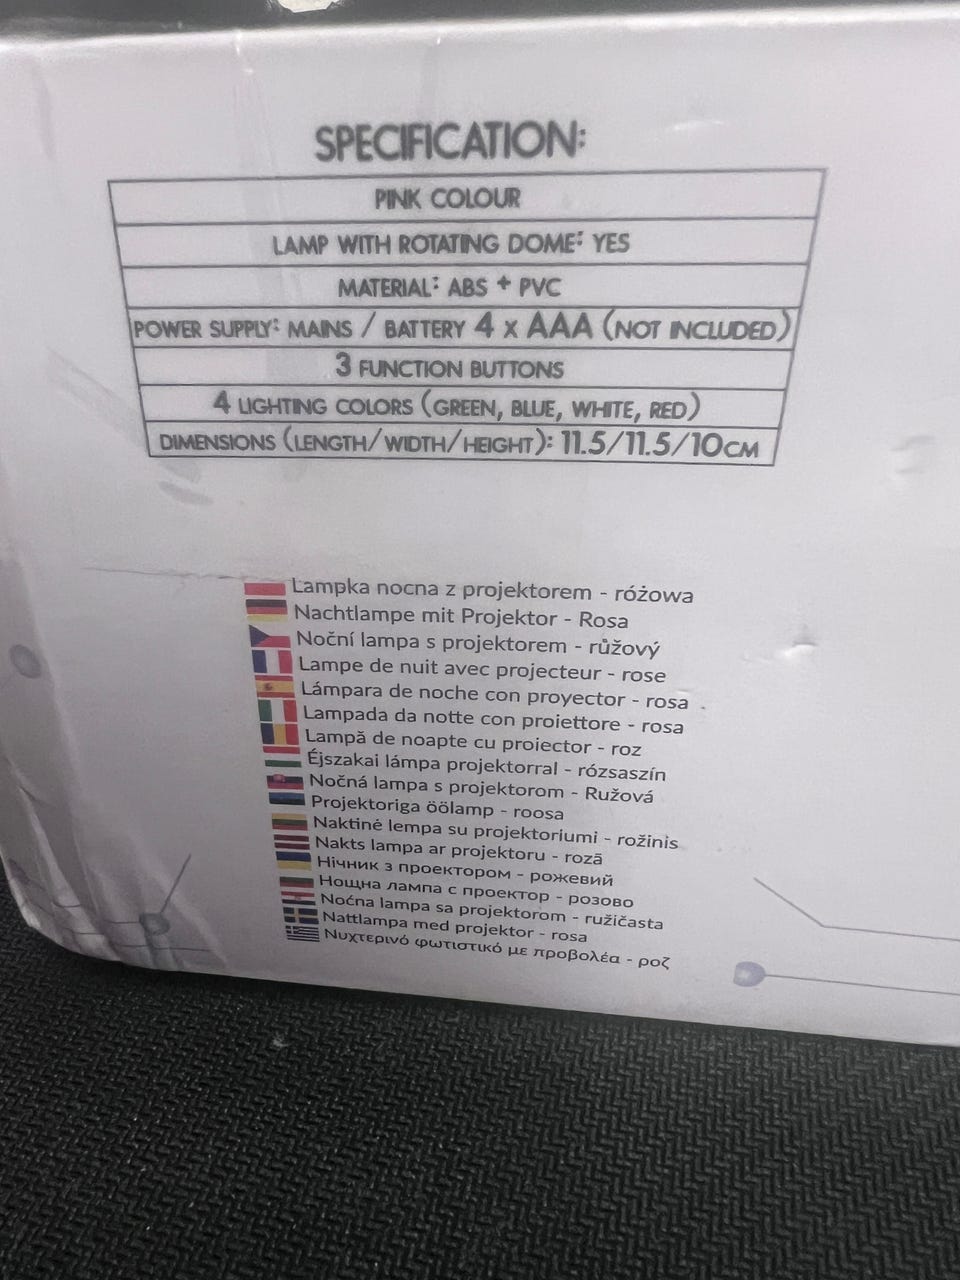 SPECIFICATION:
PINK COLOUR
LAMP WITH ROTATING DOME: YES
MATERIAL: ABS + PVC
POWER SUPPLY: MAINS / BATTERY 4 x AAA (NOT INCLUDED)
3 FUNCTION BUTTONS
4 LIGHTING COLORS (GREEN, BLUE, WHITE, RED)
DIMENSIONS (LENGTH/WIDTH/HEIGHT): 11.5/11.5/10CM
Lampka nocna z projektorem - różowa
Nachtlampe mit Projektor - Rosa
Noční lampa s projektorem - růžový
Lampe de nuit avec projecteur - rose
Lámpara de noche con proyector - rosa
Lampada da notte con proiettore - rosa
Lampă de noapte cu proiector - roz
Éjszakai lámpa projektorral - rózsaszín
Nočná lampa s projektorom - Ružová
Projektoriga öölamp - roosa
Naktinė lempa su projektoriumi - rožinis
Nakts lampa ar projektoru - rozā
Нічник з проектором - рожевий
Нощна лампа с проектор - розово
Noćna lampa sa projektorom - ružičasta
Nattlampa med projektor - rosa
Νυχτερινό φωτιστικό με προβολέα - ροζ